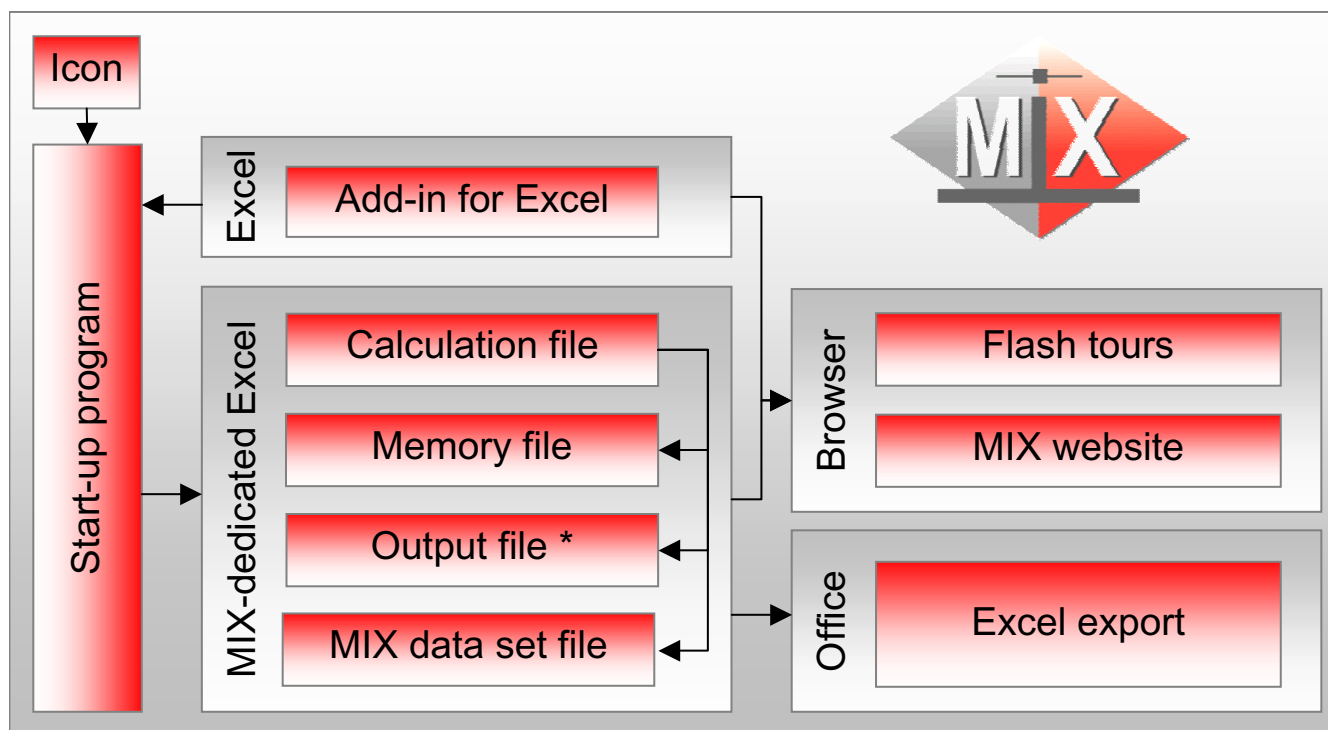 Icon
Start-up program
Excel
Add-in for Excel
MIX-dedicated Excel
Calculation file
Memory file
Output file *
MIX data set file
MIX
Browser
Flash tours
MIX website
Office
Excel export